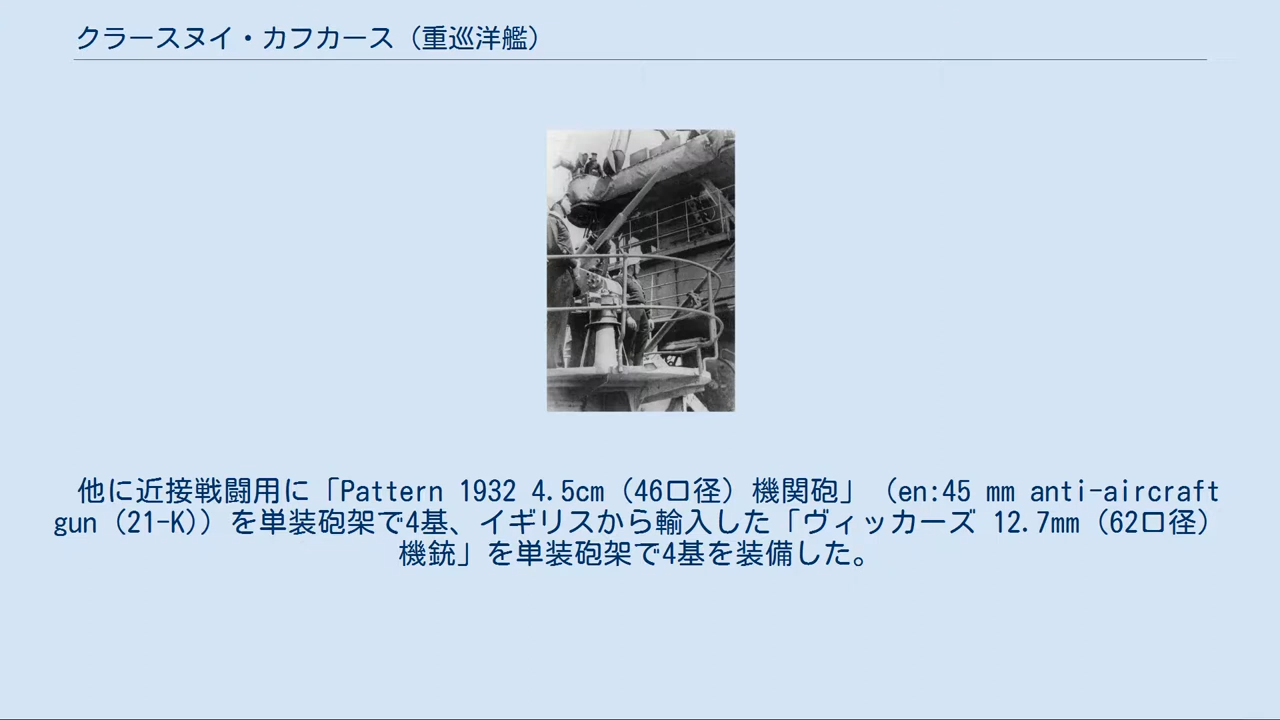 クラースヌイ・カフカース（重巡洋艦）
他に近接戦闘用に「Pattern 1932 4.5cm（46口径）機関砲」（en:45 mm anti-aircraft
gun（21-K)）を単装砲架で4基、イギリスから輸入した「ヴィッカーズ 12.7mm（62口径）
機銃」を単装砲架で4基を装備した。